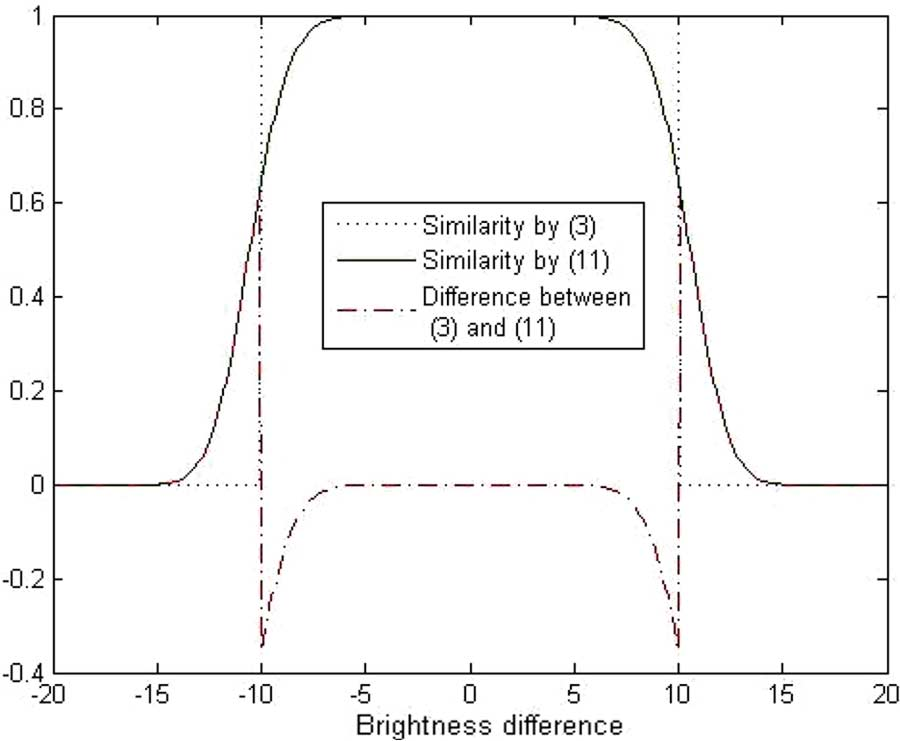 1
0.8
0.6
Similarity by (3)
Similarity by (11)
Difference between
(3) and (11)
0.4
0.2
0
-0.2
-0.4
-20 -15 -10 -5 0 5 10 15 20
Brightness difference